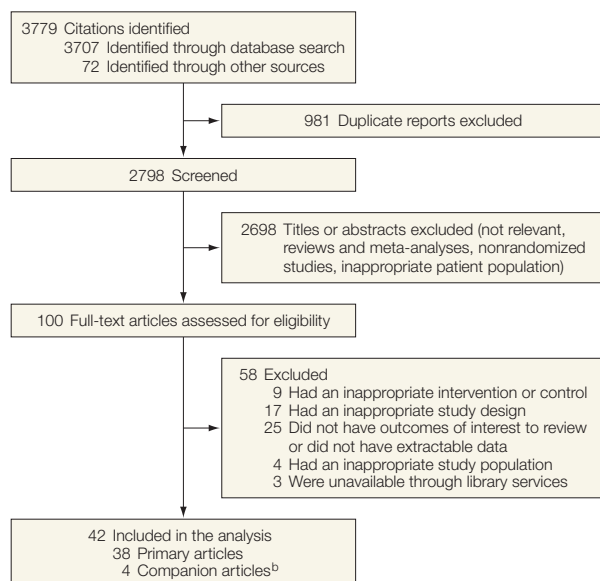 3779 Citations identified
3707 Identified through database search
72 Identified through other sources
981 Duplicate reports excluded
2798 Screened
2698 Titles or abstracts excluded (not relevant,
reviews and meta-analyses, nonrandomized
studies, inappropriate patient population)
100 Full-text articles assessed for eligibility
58 Excluded
9 Had an inappropriate intervention or control
17 Had an inappropriate study design
25 Did not have outcomes of interest to review
or did not have extractable data
4 Had an inappropriate study population
3 Were unavailable through library services
42 Included in the analysis
38 Primary articles
4 Companion articlesᵇ